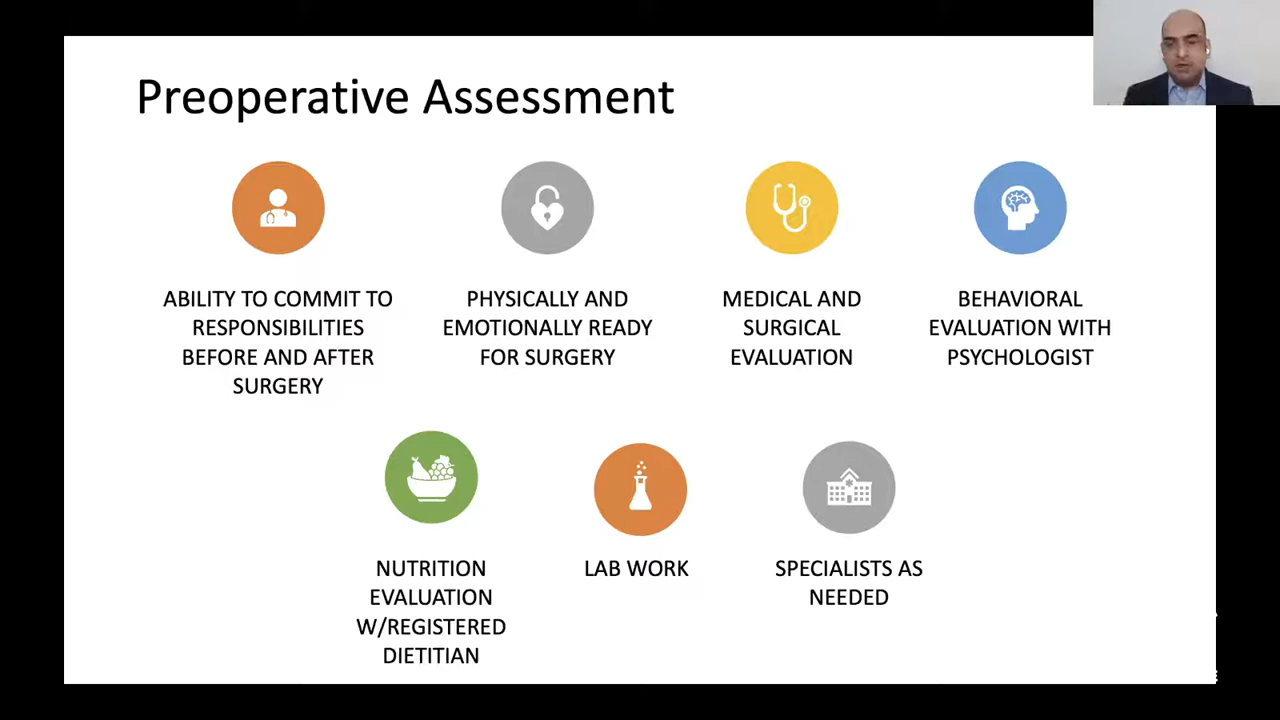 Preoperative Assessment
ABILITY TO COMMIT TO
RESPONSIBILITIES
BEFORE AND AFTER
SURGERY
PHYSICALLY AND
EMOTIONALLY READY
FOR SURGERY
MEDICAL AND
SURGICAL
EVALUATION
BEHAVIORAL
EVALUATION WITH
PSYCHOLOGIST
NUTRITION
EVALUATION
W/REGISTERED
DIETITIAN
LAB WORK
SPECIALISTS AS
NEEDED